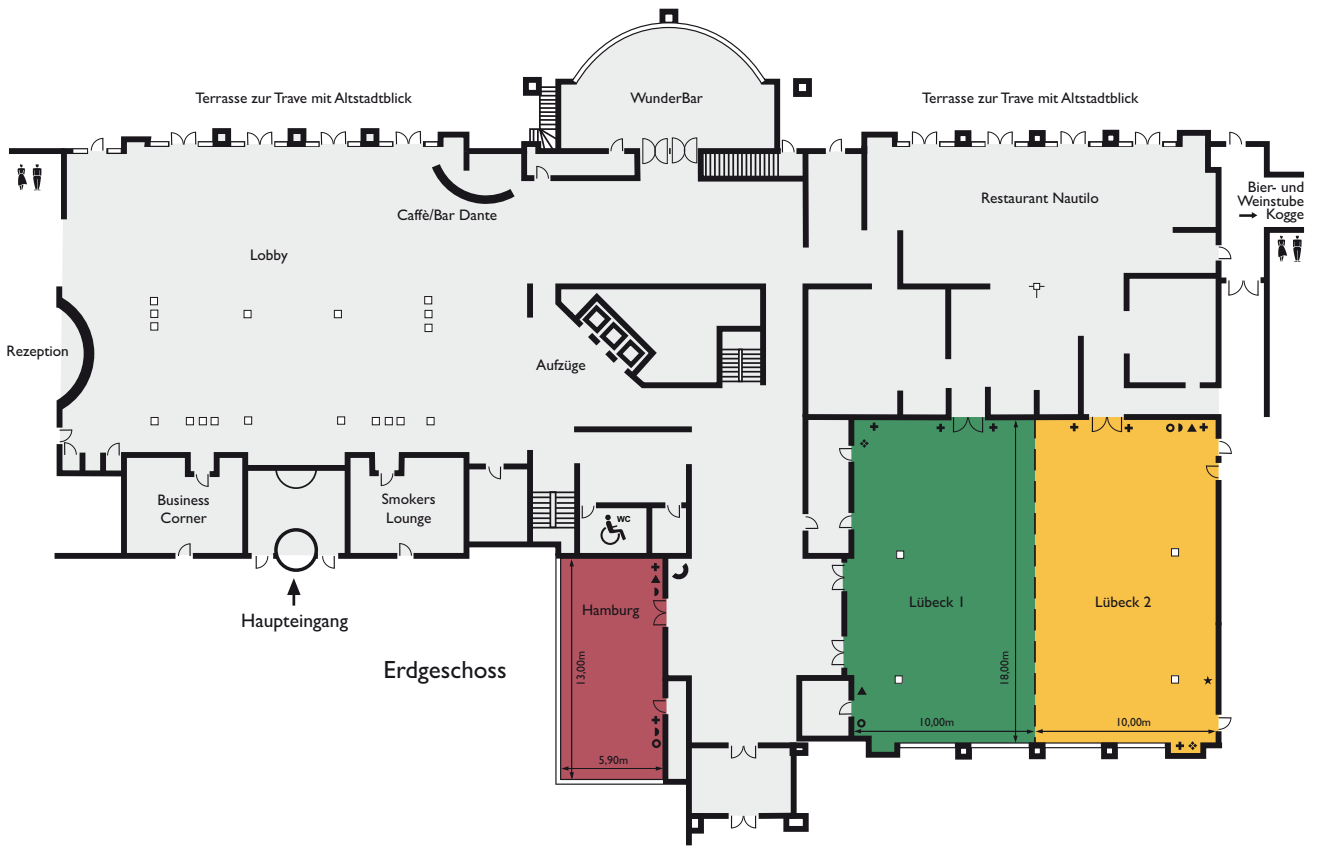 Terrasse zur Trave mit Altstadtblick
WunderBar
Terrasse zur Trave mit Altstadtblick
Caffè/Bar Dante
Restaurant Nautilo
Bier- und
Weinstube
Kogge
Lobby
Rezeption
Aufzüge
Business
Corner
Smokers
Lounge
WC
Haupteingang
Erdgeschoss
Hamburg
13,00m
5,90m
Lübeck 1
18,00m
10,00m
Lübeck 2
10,00m